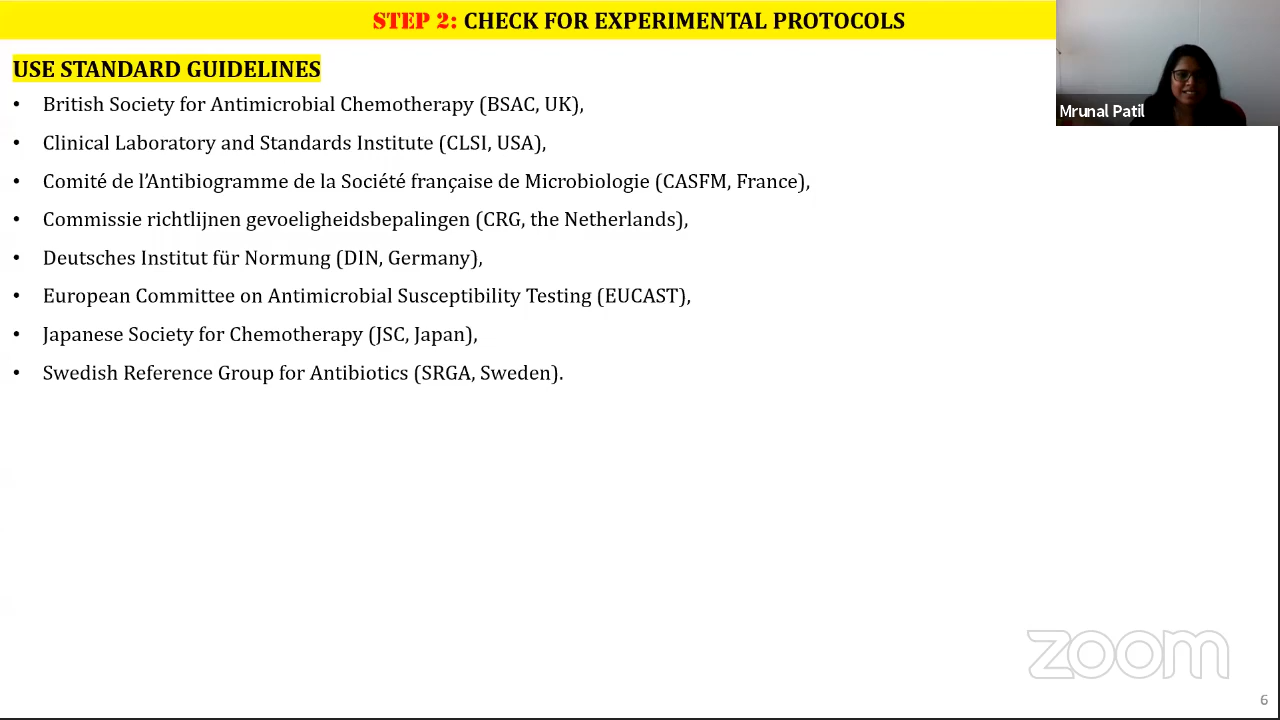 STEP 2: CHECK FOR EXPERIMENTAL PROTOCOLS
Mrunal Patil
USE STANDARD GUIDELINES
• British Society for Antimicrobial Chemotherapy (BSAC, UK),
• Clinical Laboratory and Standards Institute (CLSI, USA),
• Comité de l’Antibiogramme de la Société française de Microbiologie (CASFM, France),
• Commissie richtlijnen gevoeligheidsbepalingen (CRG, the Netherlands),
• Deutsches Institut für Normung (DIN, Germany),
• European Committee on Antimicrobial Susceptibility Testing (EUCAST),
• Japanese Society for Chemotherapy (JSC, Japan),
• Swedish Reference Group for Antibiotics (SRGA, Sweden).
zoom
6